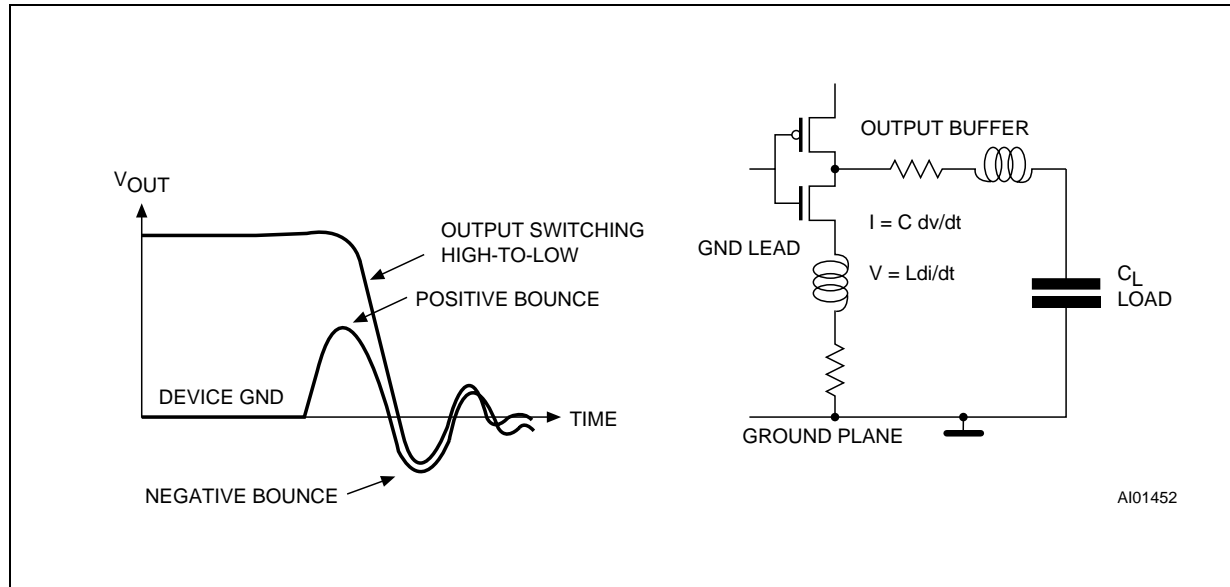 VOUT
OUTPUT SWITCHING
HIGH-TO-LOW
POSITIVE BOUNCE
DEVICE GND
TIME
NEGATIVE BOUNCE
OUTPUT BUFFER
I = C dv/dt
GND LEAD
V = Ldi/dt
CL
LOAD
GROUND PLANE
AI01452